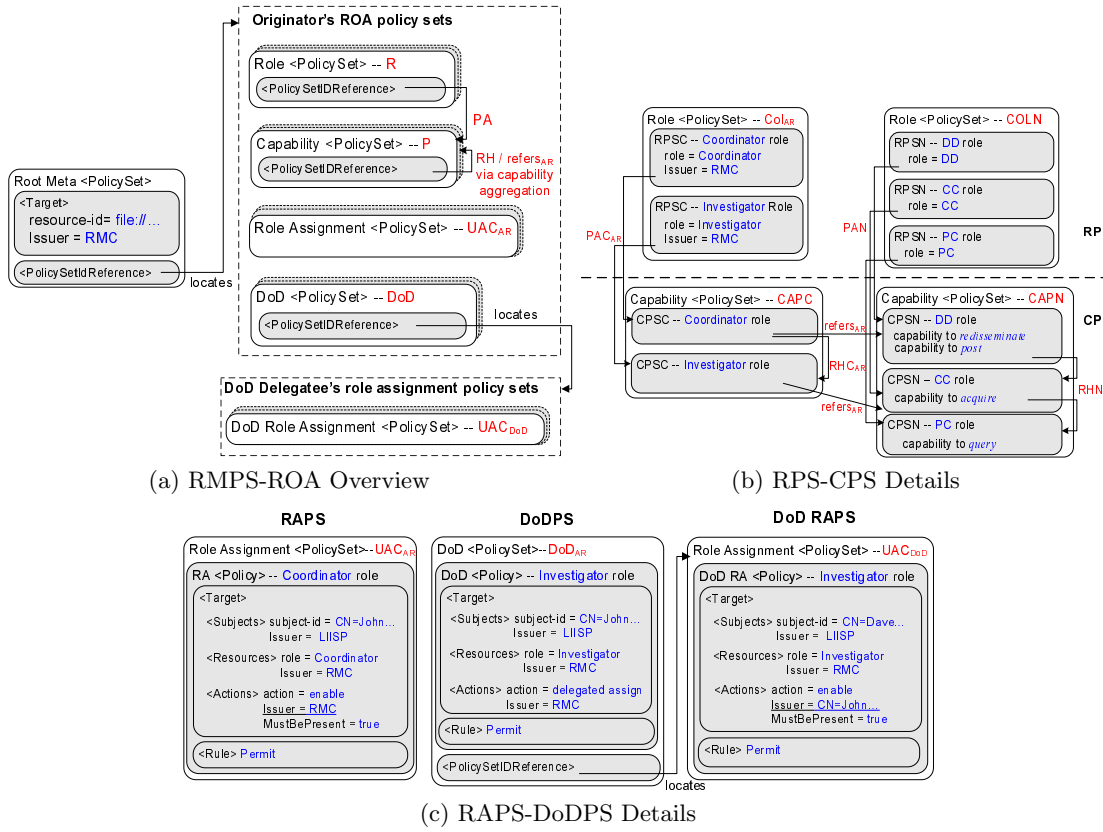 Originator's ROA policy sets
Role <PolicySet> -- R
<PolicySetIDReference>
PA
Capability <PolicySet> -- P
<PolicySetIDReference>
RH / refersAR
via capability
aggregation
Role Assignment <PolicySet> -- UACAR
DoD <PolicySet> -- DoD
<PolicySetIDReference>
locates
Root Meta <PolicySet>
<Target>
resource-id= file://...
Issuer = RMC
<PolicySetIdReference>
locates
DoD Delegatee's role assignment policy sets
DoD Role Assignment <PolicySet> -- UACDoD
(a) RMPS-ROA Overview
Role <PolicySet> -- ColAR
RPSC -- Coordinator role
role = Coordinator
Issuer = RMC
RPSC -- Investigator Role
role = Investigator
Issuer = RMC
PACAR
Role <PolicySet> -- COLN
RPSN -- DD role
role = DD
RPSN -- CC role
role = CC
RPSN -- PC role
role = PC
PAN
RP
CP
Capability <PolicySet> -- CAPC
CPSC -- Coordinator role
CPSC -- Investigator role
refersAR
RHCAR
refersAR
Capability <PolicySet> -- CAPN
CPSN -- DD role
capability to redisseminate
capability to post
CPSN – CC role
capability to acquire
CPSN -- PC role
capability to query
RHN
(b) RPS-CPS Details
RAPS
Role Assignment <PolicySet>--UACAR
RA <Policy> -- Coordinator role
<Target>
<Subjects> subject-id = CN=John...
Issuer = LIISP
<Resources> role = Coordinator
Issuer = RMC
<Actions> action = enable
Issuer = RMC
MustBePresent = true
<Rule> Permit
DoDPS
DoD <PolicySet>--DoDAR
DoD <Policy> -- Investigator role
<Target>
<Subjects> subject-id = CN=John...
Issuer = LIISP
<Resources> role = Investigator
Issuer = RMC
<Actions> action = delegated assign
Issuer = RMC
<Rule> Permit
<PolicySetIDReference>
locates
DoD RAPS
Role Assignment <PolicySet> --UACDoD
DoD RA <Policy> -- Investigator role
<Target>
<Subjects> subject-id = CN=Dave...
Issuer = LIISP
<Resources> role = Investigator
Issuer = RMC
<Actions> action = enable
Issuer = CN=John...
MustBePresent = true
<Rule> Permit
(c) RAPS-DoDPS Details